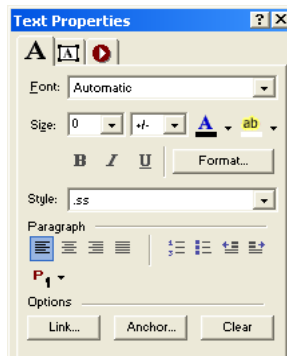 Text Properties ? X
A A
Font: Automatic
Size: 0 +/- A ab
B I U Format...
Style: .ss
Paragraph
P1
Options
Link... Anchor... Clear